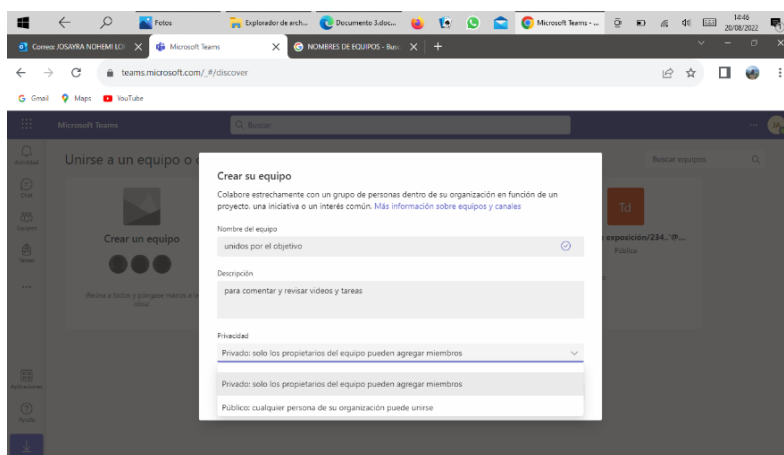 Fotos
Explorador de arch...
Documento 3.doc...
Microsoft Teams - ...
14:46
20/08/2022
Correo: JOSAYRA NOHEMI LO
Microsoft Teams
NOMBRES DE EQUIPOS - Bus
teams.microsoft.com/_#/discover
Gmail
Maps
YouTube
Microsoft Teams
Buscar
Actividad
Unirse a un equipo o c
Buscar equipos
Chat
Equipos
Tareas
Crear un equipo
Td
exposición/234..'@...
Pública
Crear su equipo
Colabore estrechamente con un grupo de personas dentro de su organización en función de un
proyecto, una iniciativa o un interés común. Más información sobre equipos y canales
Nombre del equipo
unidos por el objetivo
Descripción
para comentar y revisar videos y tareas
Privacidad
Privado: solo los propietarios del equipo pueden agregar miembros
Privado: solo los propietarios del equipo pueden agregar miembros
Público: cualquier persona de su organización puede unirse
Aplicaciones
Ayuda